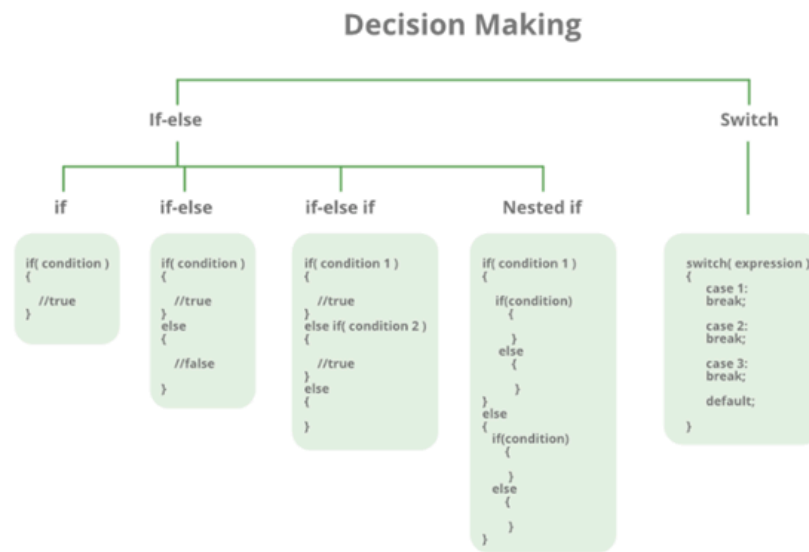 Decision Making
If-else
Switch
if
if-else
if-else if
Nested if
if( condition )
{
//true
}
if( condition )
{
//true
}
else
{
//false
}
if( condition 1 )
{
//true
}
else if( condition 2 )
{
//true
}
else
{
}
if( condition 1 )
{
if(condition)
{
}
else
{
}
}
else
{
if(condition)
{
}
else
{
}
}
switch( expression )
{
case 1:
break;
case 2:
break;
case 3:
break;
default;
}